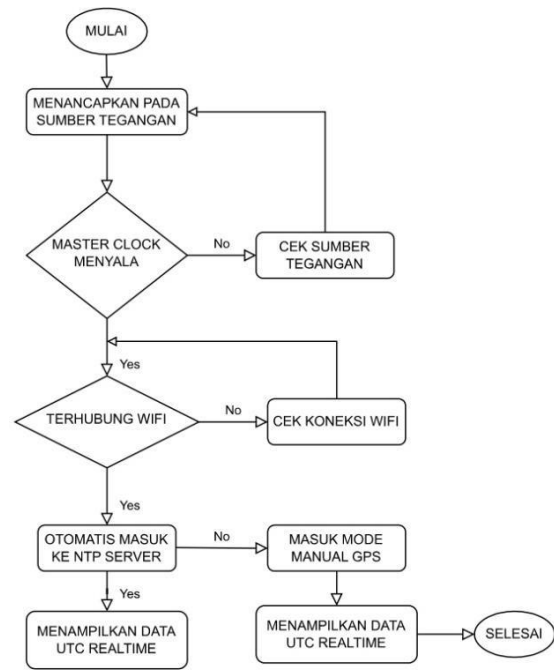 MULAI
MENANCAPKAN PADA
SUMBER TEGANGAN
MASTER CLOCK
MENYALA
No
CEK SUMBER
TEGANGAN
Yes
TERHUBUNG WIFI
No
CEK KONEKSI WIFI
Yes
OTOMATIS MASUK
KE NTP SERVER
No
MASUK MODE
MANUAL GPS
Yes
MENAMPILKAN DATA
UTC REALTIME
MENAMPILKAN DATA
UTC REALTIME
SELESAI